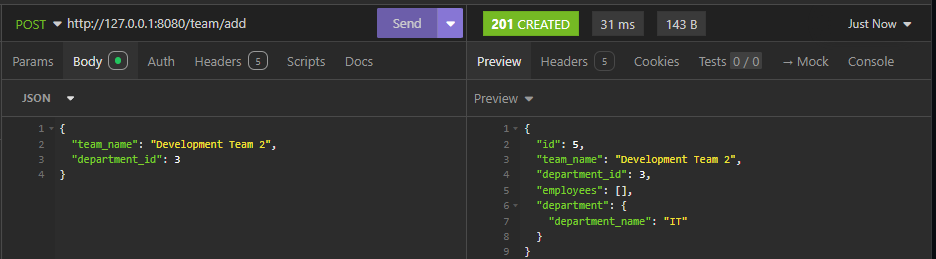 POST http://127.0.0.1:8080/team/add Send 201 CREATED 31 ms 143 B Just Now
Params Body Auth Headers 5 Scripts Docs
Preview Headers 5 Cookies Tests 0 / 0 → Mock Console
JSON
Preview
1 {
2 "team_name": "Development Team 2",
3 "department_id": 3
4 }
1 {
2 "id": 5,
3 "team_name": "Development Team 2",
4 "department_id": 3,
5 "employees": [],
6 "department": {
7 "department_name": "IT"
8 }
9 }